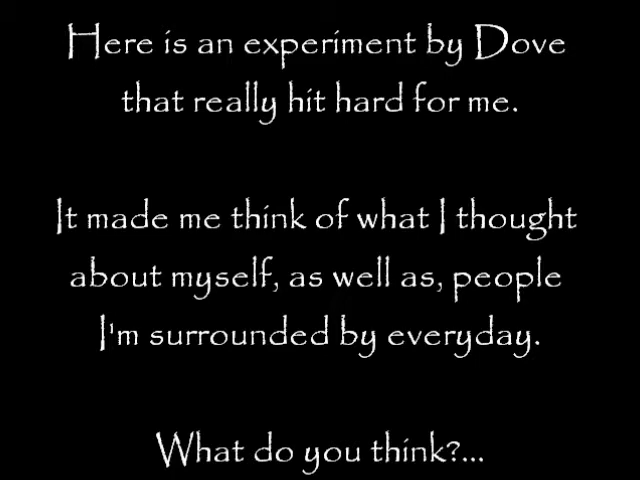 Here is an experiment by Dove
that really hit hard for me.
It made me think of what I thought
about myself, as well as, people
I'm surrounded by everyday.
What do you think?...